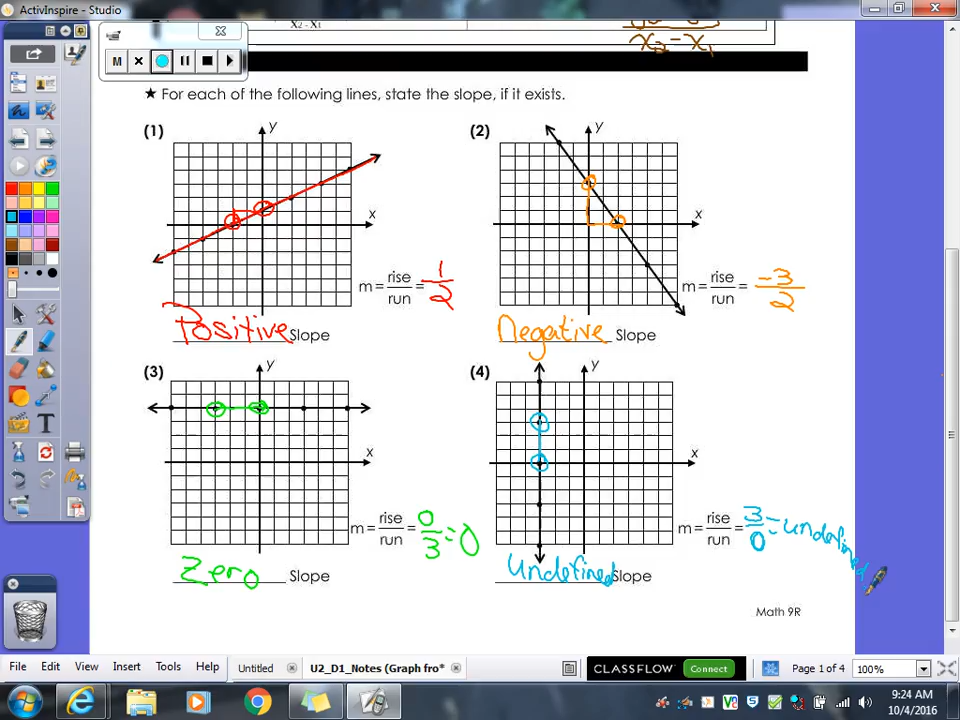 ActivInspire - Studio
X2 - X1
x2 - x1
M
★ For each of the following lines, state the slope, if it exists.
(1) y
x
m = rise/run = 1/2
Positive Slope
(2) y
x
m = rise/run = -3/2
Negative Slope
(3) y
x
m = rise/run = 0/3 = 0
Zero Slope
(4) y
x
m = rise/run = 3/0 = undefined
Undefined Slope
Math 9R
File Edit View Insert Tools Help Untitled U2_D1_Notes (Graph fro* CLASSFLOW Connect Page 1 of 4 100%
9:24 AM
10/4/2016